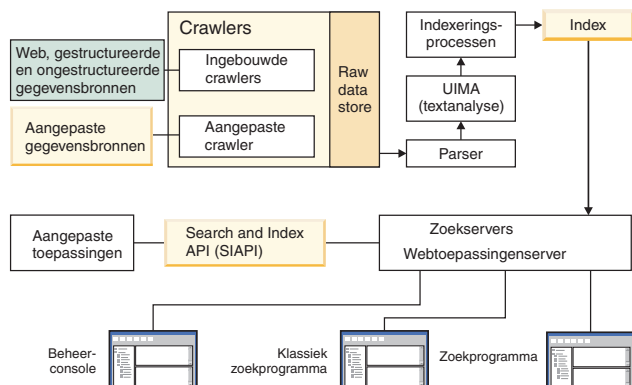 Web, gestructureerde
en ongestructureerde
gegevensbronnen
Aangepaste
gegevensbronnen
Crawlers
Ingebouwde
crawlers
Aangepaste
crawler
Raw
data
store
Parser
UIMA
(textanalyse)
Indexerings-
processen
Index
Aangepaste
toepassingen
Search and Index
API (SIAPI)
Zoekservers
Webtoepassingenserver
Beheer-
console
Klassiek
zoekprogramma
Zoekprogramma